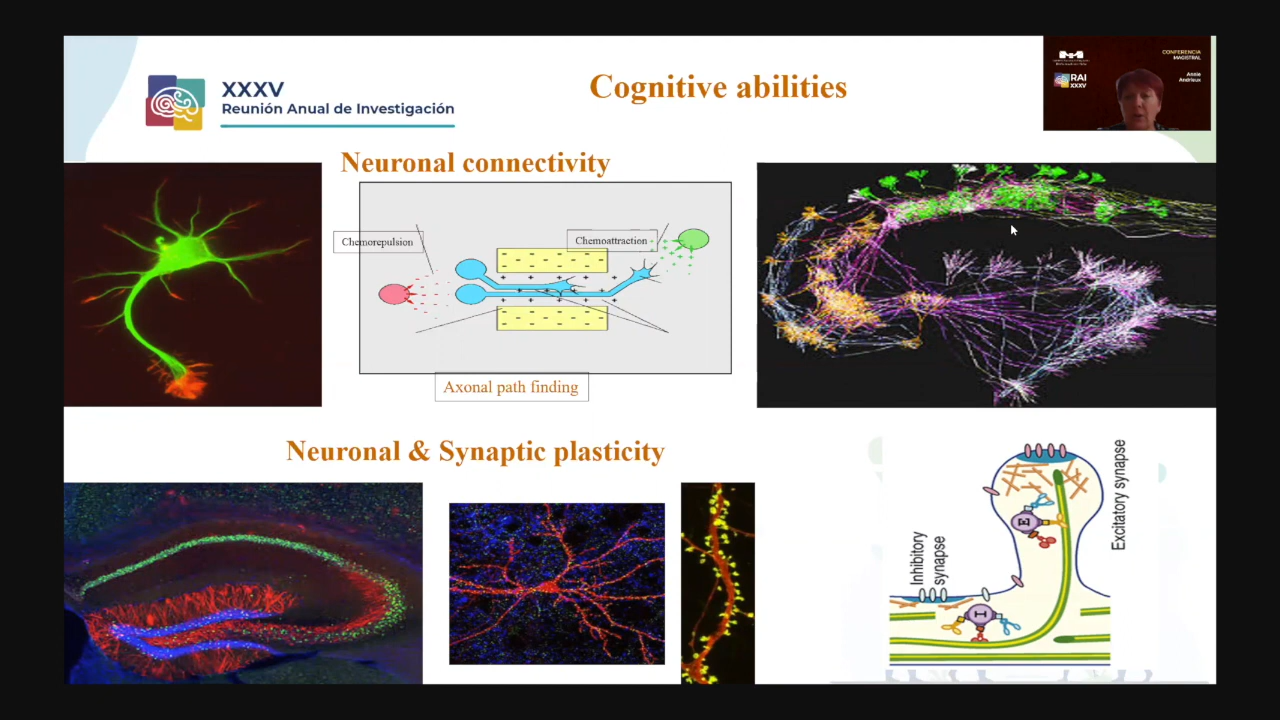 XXXV
Reunión Anual de Investigación
Cognitive abilities
RAI
XXXV
CONFERENCIA
MAGISTRAL
Annie
Andrieux
Neuronal connectivity
Chemorepulsion
Chemoattraction
Axonal path finding
Neuronal & Synaptic plasticity
Inhibitory
synapse
I
E
Excitatory synapse